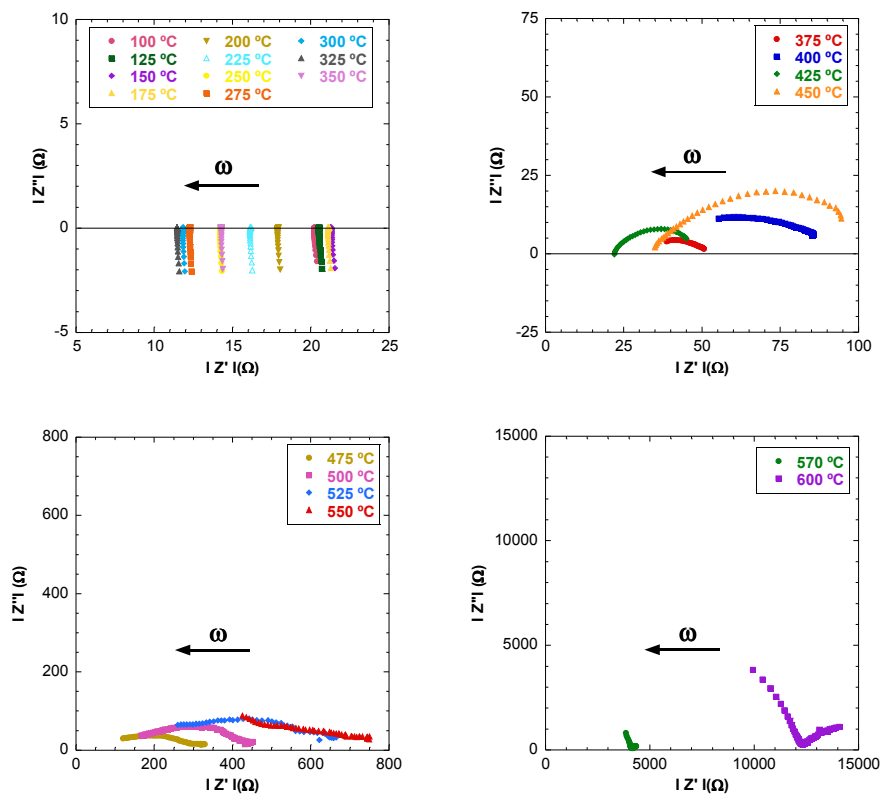 10
5
0
-5
5 10 15 20 25
l Z''l (Ω)
l Z' l(Ω)
100 ºC 200 ºC 300 ºC
125 ºC 225 ºC 325 ºC
150 ºC 250 ºC 350 ºC
175 ºC 275 ºC
ω
75
50
25
0
-25
0 25 50 75 100
l Z''l (Ω)
l Z' l(Ω)
375 ºC
400 ºC
425 ºC
450 ºC
ω
800
600
400
200
0
0 200 400 600 800
l Z''l (Ω)
l Z' l(Ω)
475 ºC
500 ºC
525 ºC
550 ºC
ω
15000
10000
5000
0
0 5000 10000 15000
l Z''l (Ω)
l Z' l(Ω)
570 ºC
600 ºC
ω